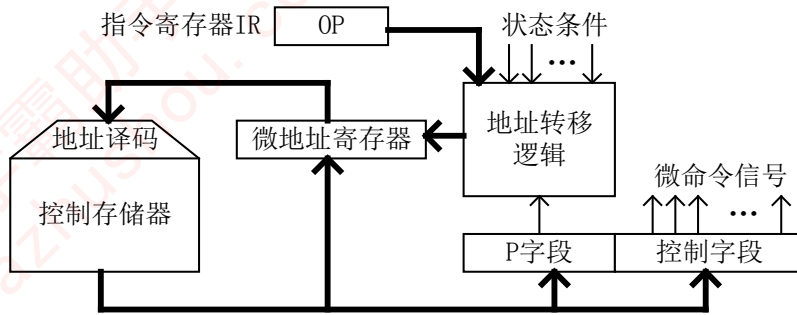 指令寄存器IR
OP
状态条件
...
地址转移
逻辑
微地址寄存器
地址译码
控制存储器
微命令信号
...
P字段
控制字段